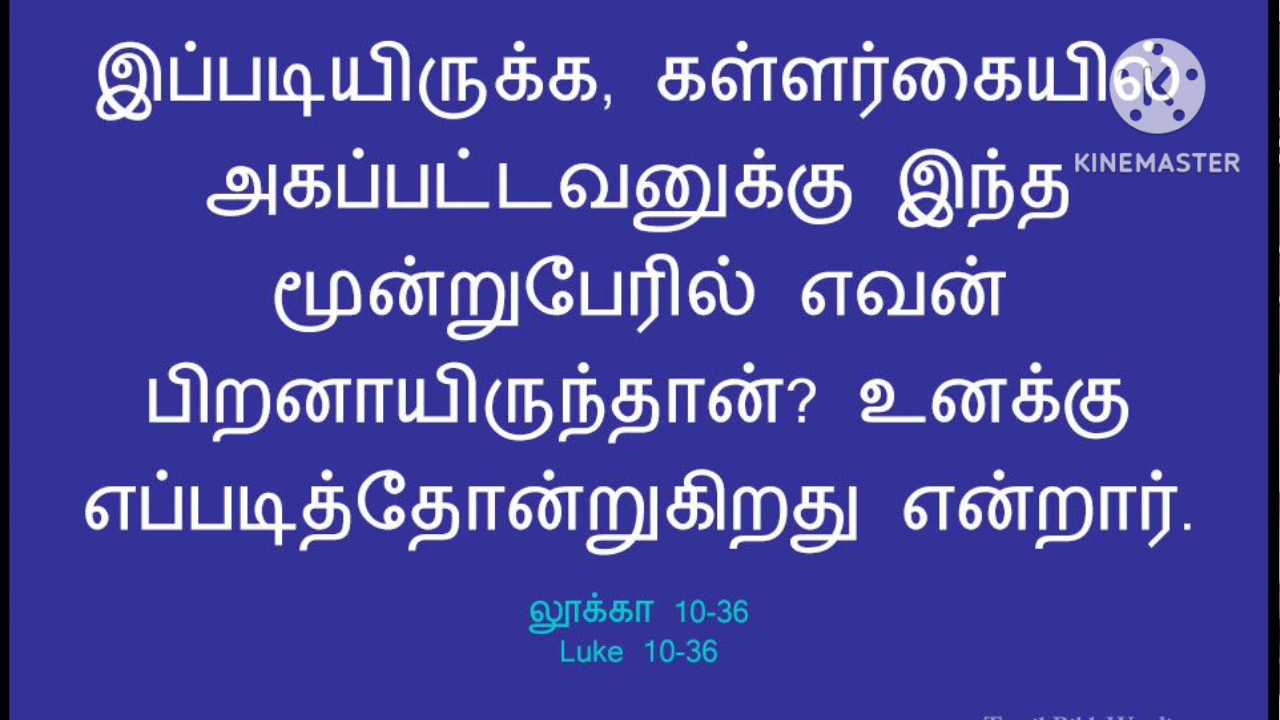 இப்படியிருக்க, கள்ளர்கையில்
KINEMASTER
அகப்பட்டவனுக்கு இந்த
மூன்றுபேரில் எவன்
பிறனாயிருந்தான்? உனக்கு
எப்படித்தோன்றுகிறது என்றார்.
லூக்கா 10-36
Luke 10-36